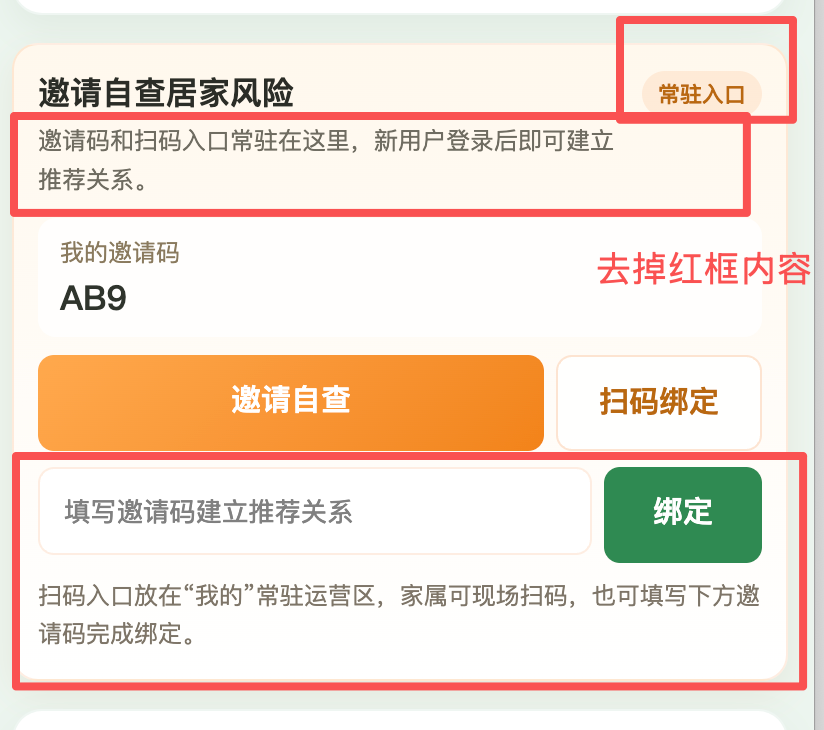 邀请自查居家风险
常驻入口
邀请码和扫码入口常驻在这里，新用户登录后即可建立
推荐关系。
我的邀请码
去掉红框内容
AB9
邀请自查
扫码绑定
填写邀请码建立推荐关系
绑定
扫码入口放在“我的”常驻运营区，家属可现场扫码，也可填写下方邀
请码完成绑定。